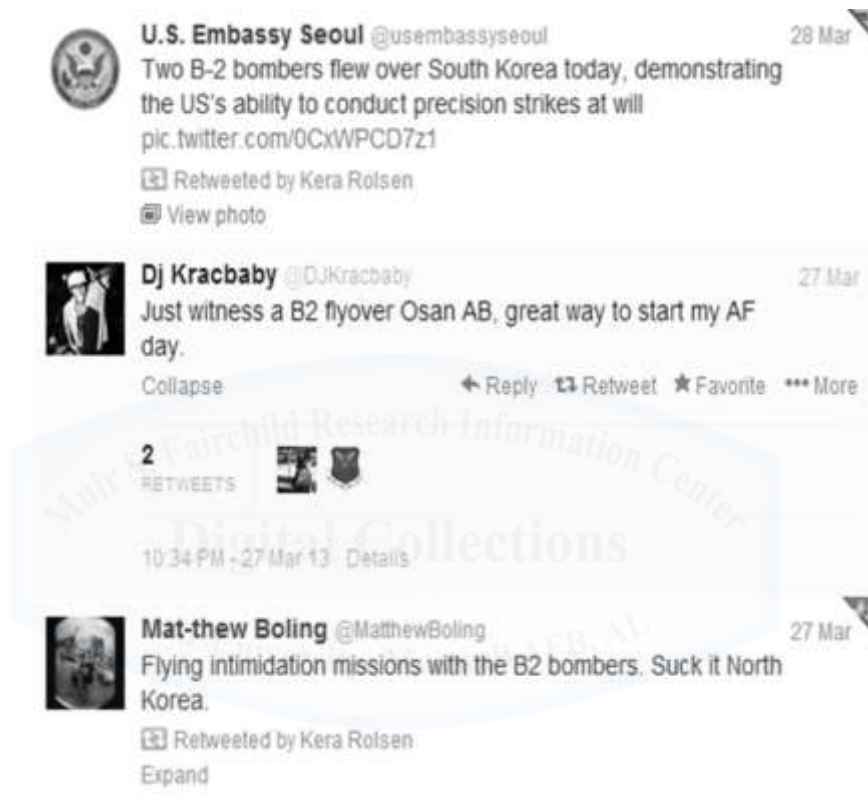 U.S. Embassy Seoul @usembassyseoul 28 Mar
Two B-2 bombers flew over South Korea today, demonstrating
the US's ability to conduct precision strikes at will
pic.twitter.com/0CxWPCD7z1
Retweeted by Kera Rolsen
View photo
Dj Kracbaby @DJKracbaby 27 Mar
Just witness a B2 flyover Osan AB, great way to start my AF
day.
Collapse Reply Retweet Favorite More
2
RETWEETS
10:34 PM - 27 Mar 13 Details
Muir S. Fairchild Research Information Center
Digital Collections
Mat-thew Boling @MatthewBoling 27 Mar
Flying intimidation missions with the B2 bombers. Suck it North
Korea.
Retweeted by Kera Rolsen
Expand